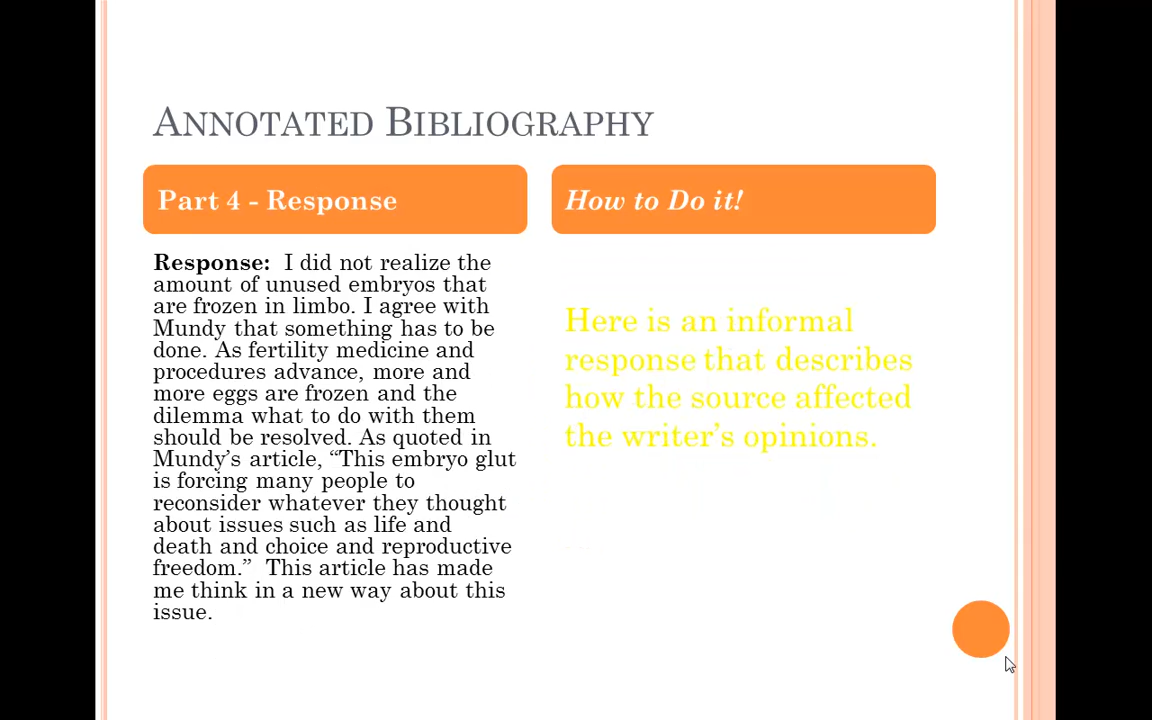 ANNOTATED BIBLIOGRAPHY
Part 4 - Response
How to Do it!
Response:  I did not realize the
amount of unused embryos that
are frozen in limbo. I agree with
Mundy that something has to be
done. As fertility medicine and
procedures advance, more and
more eggs are frozen and the
dilemma what to do with them
should be resolved. As quoted in
Mundy's article, “This embryo glut
is forcing many people to
reconsider whatever they thought
about issues such as life and
death and choice and reproductive
freedom.”  This article has made
me think in a new way about this
issue.
Here is an informal
response that describes
how the source affected
the writer’s opinions.